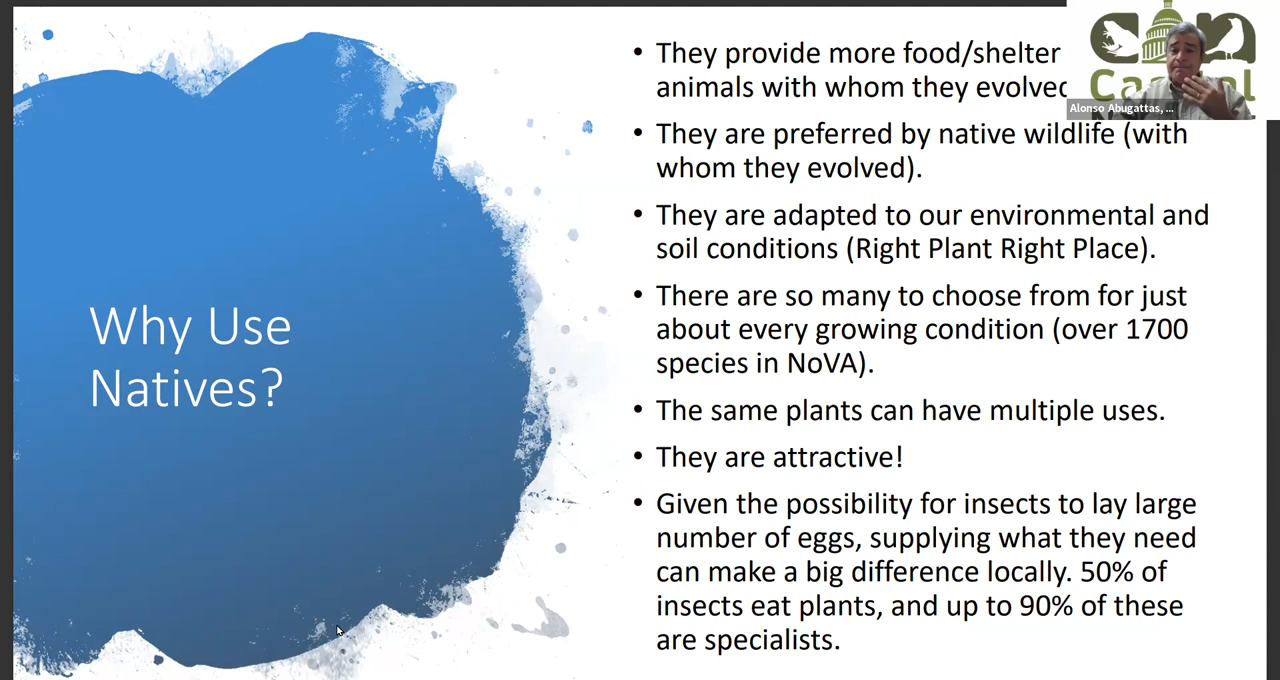 Why Use
Natives?
• They provide more food/shelter
animals with whom they evolved
• They are preferred by native wildlife (with
whom they evolved).
• They are adapted to our environmental and
soil conditions (Right Plant Right Place).
• There are so many to choose from for just
about every growing condition (over 1700
species in NoVA).
• The same plants can have multiple uses.
• They are attractive!
• Given the possibility for insects to lay large
number of eggs, supplying what they need
can make a big difference locally. 50% of
insects eat plants, and up to 90% of these
are specialists.
Alonso Abugattas, ...